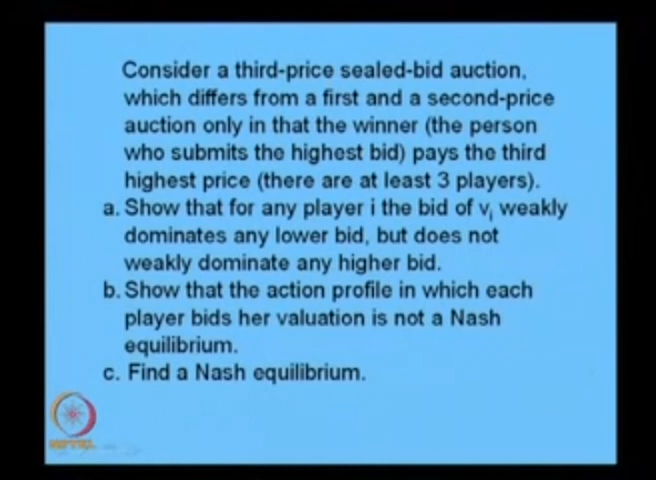 Consider a third-price sealed-bid auction,
which differs from a first and a second-price
auction only in that the winner (the person
who submits the highest bid) pays the third
highest price (there are at least 3 players).
a. Show that for any player i the bid of vᵢ weakly
dominates any lower bid, but does not
weakly dominate any higher bid.
b. Show that the action profile in which each
player bids her valuation is not a Nash
equilibrium.
c. Find a Nash equilibrium.
NPTEL